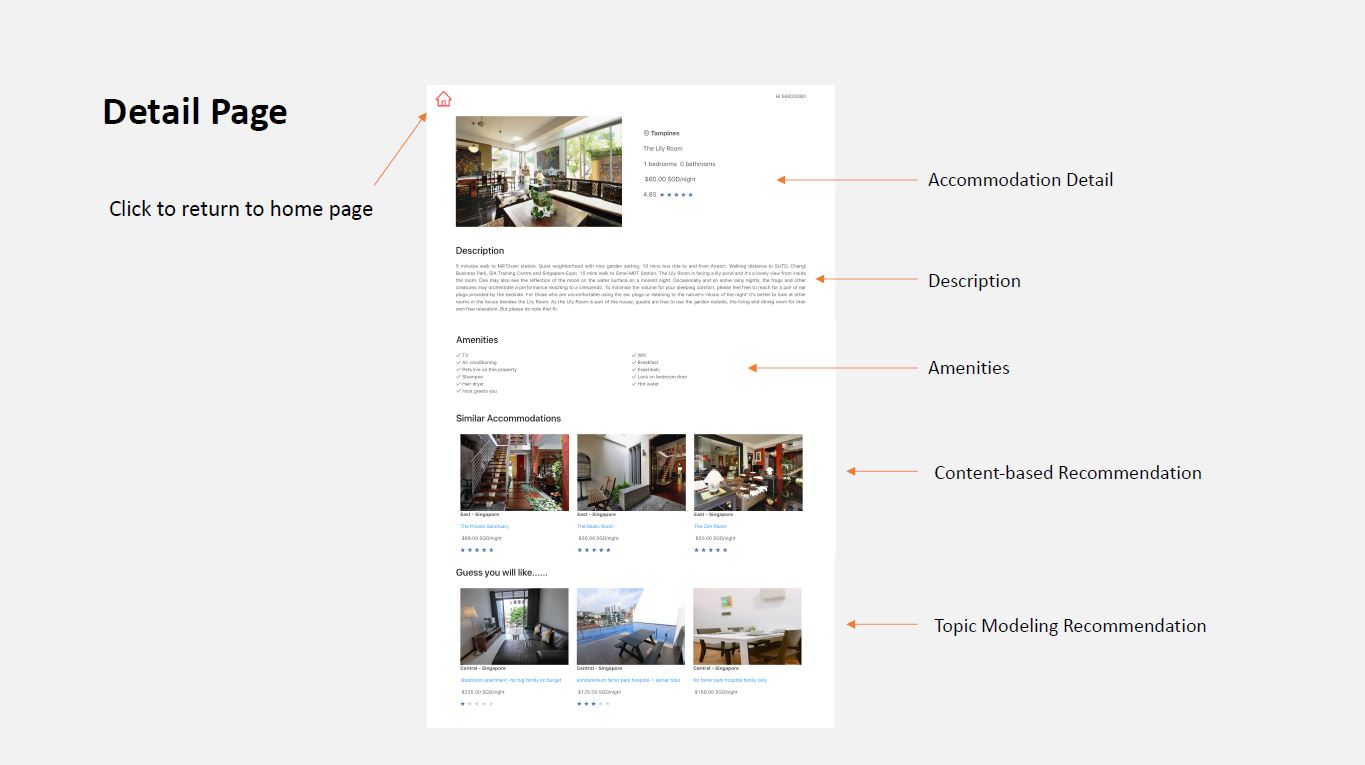 Detail Page
Click to return to home page
Hi 56833080
Tampines
The Lily Room
1 bedrooms 0 bathrooms
$60.00 SGD/night
4.85
Accommodation Detail
Description
5 minutes walk to MRT/train station. Quiet neighborhood with nice garden setting. 10 mins bus ride to and from Airport. Walking distance to SUTD, Changi
Business Park, SIA Training Centre and Singapore Expo. 15 mins walk to Simei MRT Station. The Lily Room is facing a lily pond and it's a lovely view from inside
the room. One may also see the reflection of the moon on the water surface on a moonlit night. Occasionally and on some rainy nights, the frogs and other
creatures may orchestrate a performance reaching to a crescendo. To minimise the volume for your sleeping comfort, please feel free to reach for a pair of ear
plugs provided by the bedside. For those who are uncomfortable using the ear plugs or listening to the nature's 'music of the night' it's better to look at other
rooms in the house besides the Lily Room. As the Lily Room is part of the house, guests are free to use the garden outside, the living and dining room for their
own free relaxation. But please do note that th
Description
Amenities
✓ TV
✓ Air conditioning
✓ Pets live on this property
✓ Shampoo
✓ Hair dryer
✓ Host greets you
✓ Wifi
✓ Breakfast
✓ Essentials
✓ Lock on bedroom door
✓ Hot water
Amenities
Similar Accommodations
East - Singapore
The Private Sanctuary
$69.00 SGD/night
East - Singapore
The Music Room
$56.00 SGD/night
East - Singapore
The Zen Room
$50.00 SGD/night
Content-based Recommendation
Guess you will like......
Central - Singapore
3bedroom apartment -for big family on burget
$235.00 SGD/night
Central - Singapore
kondominium farrer park hospital-1 kamar tidur
$125.00 SGD/night
Central - Singapore
for farrer park hospital family only
$169.00 SGD/night
Topic Modeling Recommendation